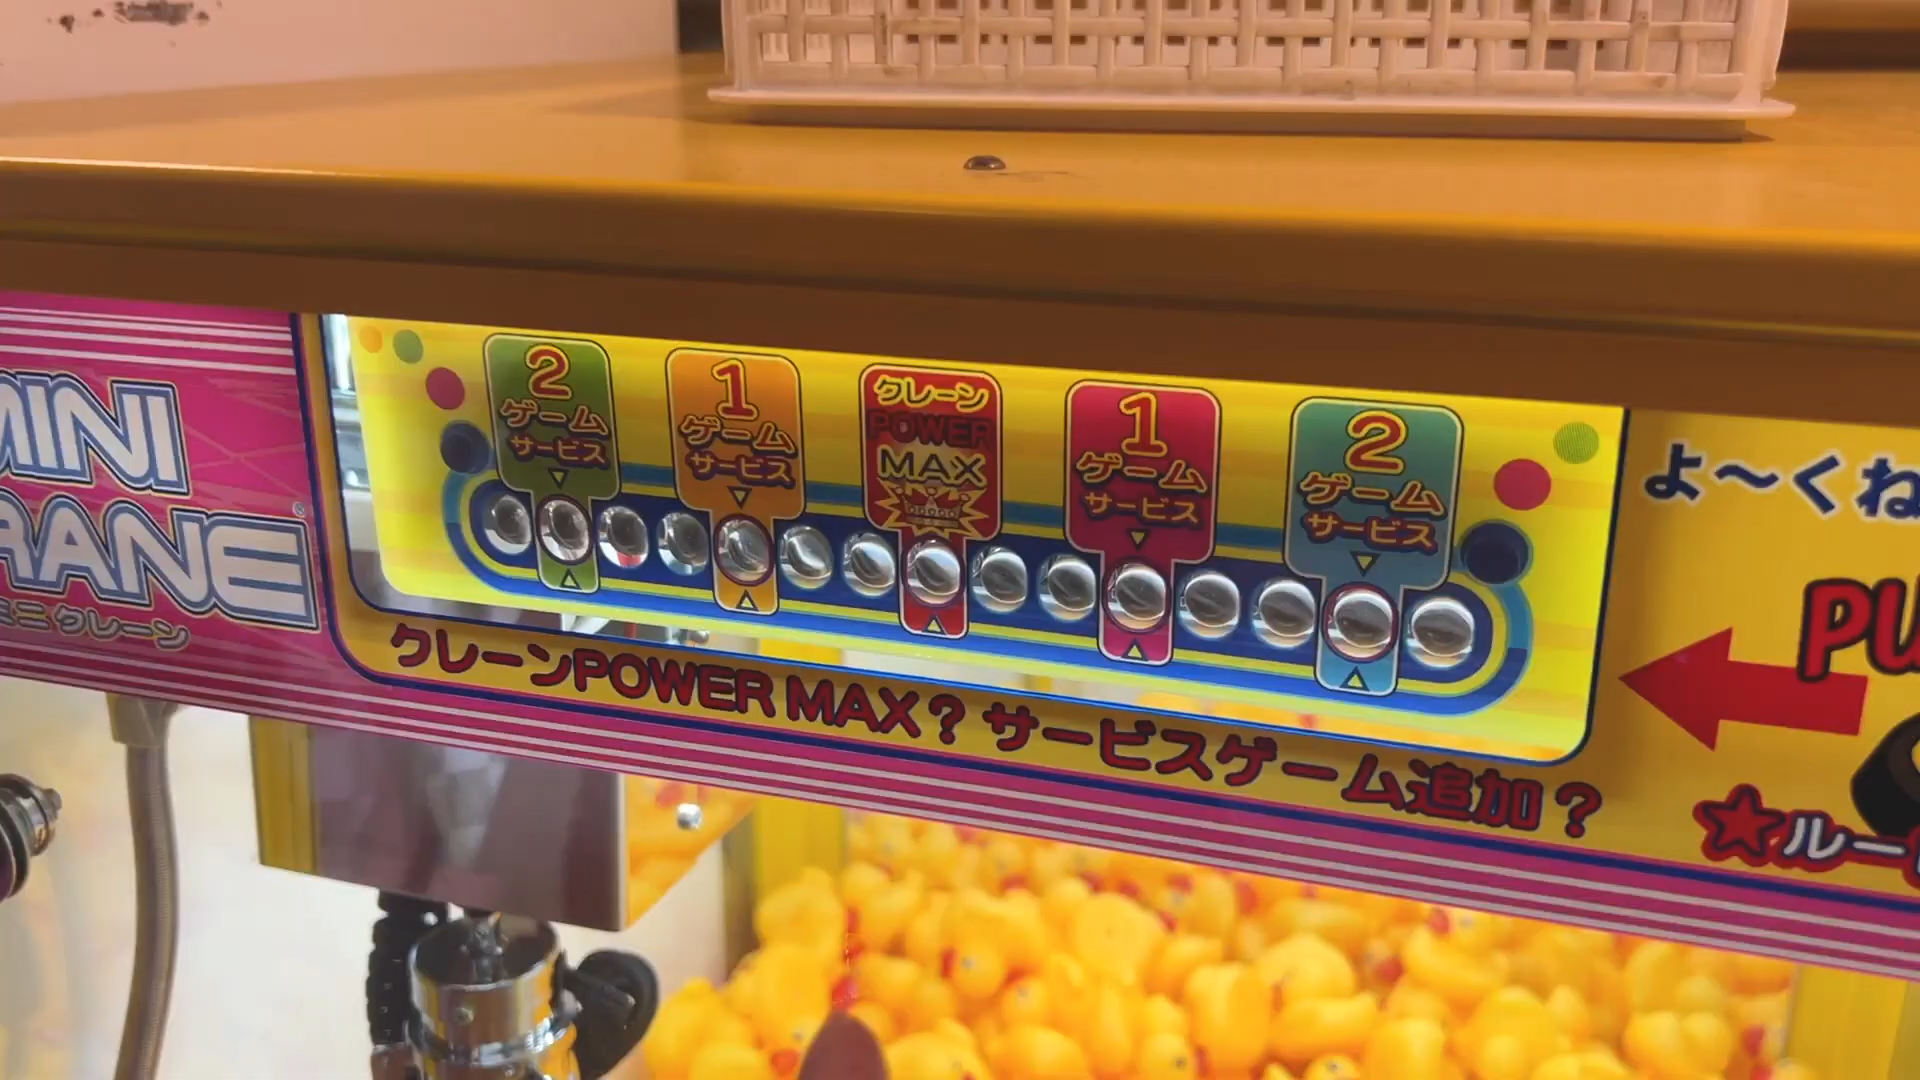 MINI
CRANE
®
ミニクレーン
2
ゲーム
サービス
1
ゲーム
サービス
クレーン
POWER
MAX
1
ゲーム
サービス
2
ゲーム
サービス
クレーンPOWER MAX? サービスゲーム追加?
よ〜くね
PU
★ルー